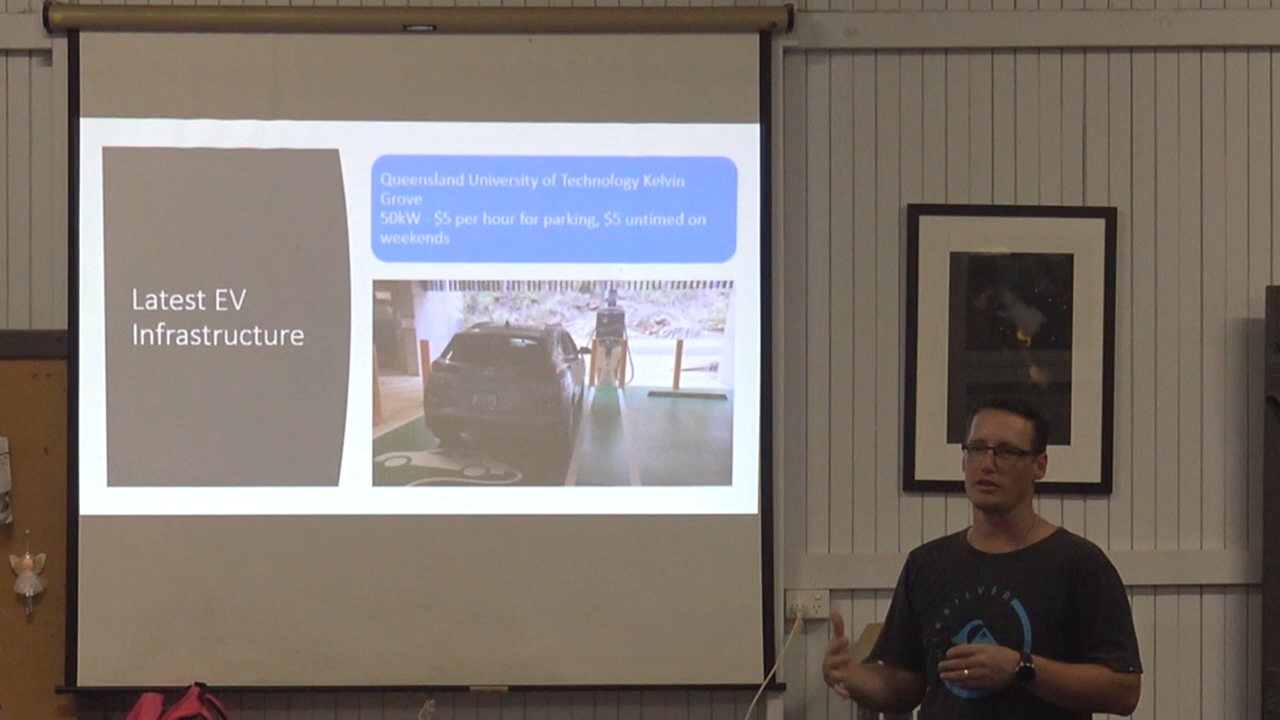 Latest EV
Infrastructure
Queensland University of Technology Kelvin
Grove
50kW - $5 per hour for parking, $5 untimed on
weekends